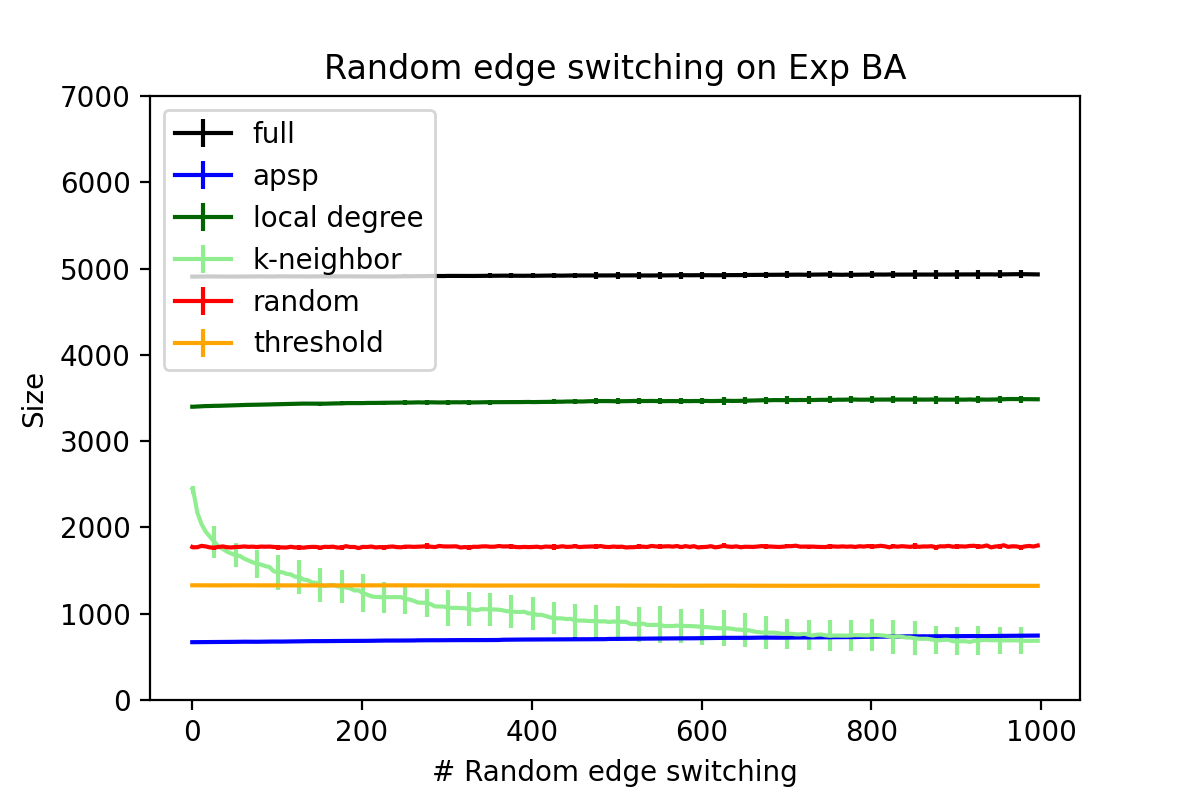 Random edge switching on Exp BA
7000
6000
5000
4000
3000
2000
1000
0
Size
full
apsp
local degree
k-neighbor
random
threshold
0 200 400 600 800 1000
# Random edge switching